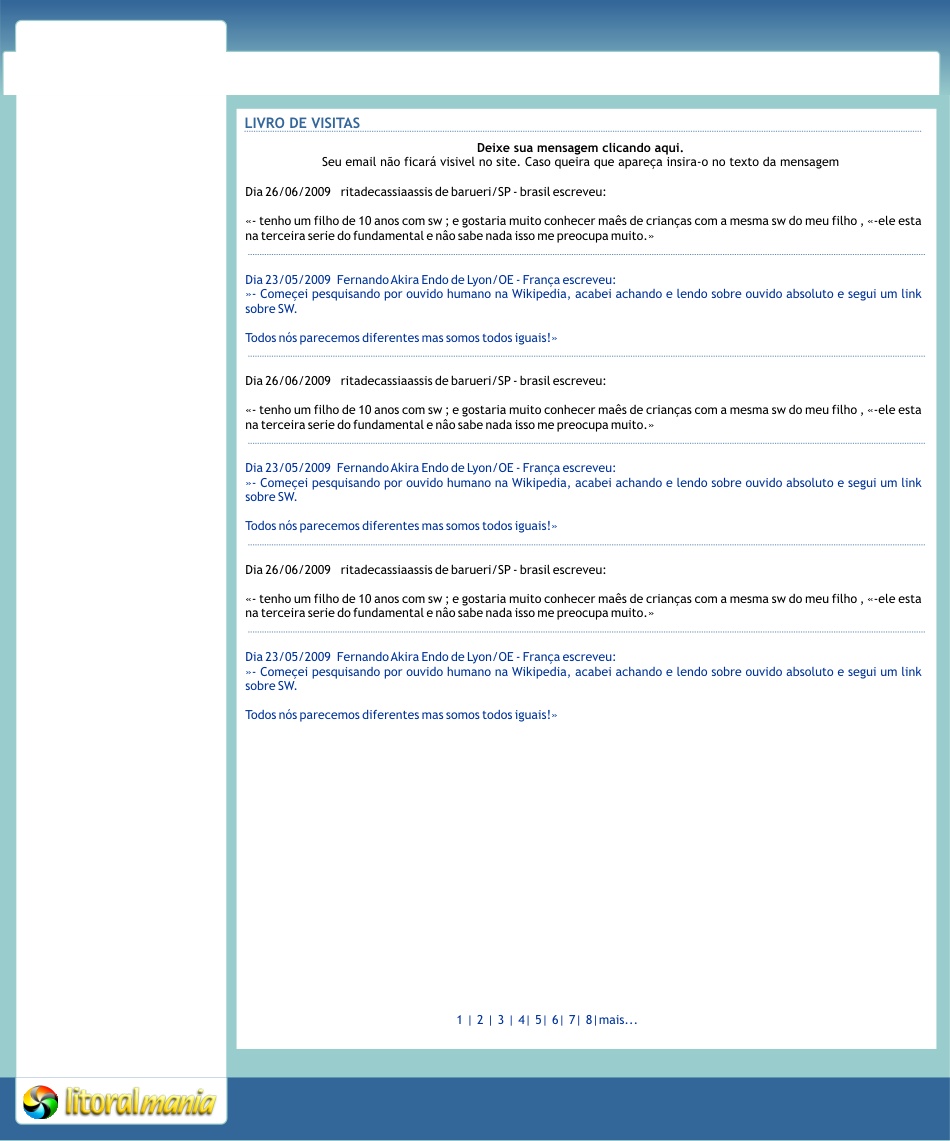 LIVRO DE VISITAS
Deixe sua mensagem clicando aqui.
Seu email não ficará visivel no site. Caso queira que apareça insira-o no texto da mensagem
Dia 26/06/2009 ritadecassiaassis de barueri/SP - brasil escreveu:
«- tenho um filho de 10 anos com sw ; e gostaria muito conhecer maês de crianças com a mesma sw do meu filho , «-ele esta
na terceira serie do fundamental e nâo sabe nada isso me preocupa muito.»
Dia 23/05/2009 Fernando Akira Endo de Lyon/OE - França escreveu:
»- Começei pesquisando por ouvido humano na Wikipedia, acabei achando e lendo sobre ouvido absoluto e segui um link
sobre SW.
Todos nós parecemos diferentes mas somos todos iguais!»
Dia 26/06/2009 ritadecassiaassis de barueri/SP - brasil escreveu:
«- tenho um filho de 10 anos com sw ; e gostaria muito conhecer maês de crianças com a mesma sw do meu filho , «-ele esta
na terceira serie do fundamental e nâo sabe nada isso me preocupa muito.»
Dia 23/05/2009 Fernando Akira Endo de Lyon/OE - França escreveu:
»- Começei pesquisando por ouvido humano na Wikipedia, acabei achando e lendo sobre ouvido absoluto e segui um link
sobre SW.
Todos nós parecemos diferentes mas somos todos iguais!»
Dia 26/06/2009 ritadecassiaassis de barueri/SP - brasil escreveu:
«- tenho um filho de 10 anos com sw ; e gostaria muito conhecer maês de crianças com a mesma sw do meu filho , «-ele esta
na terceira serie do fundamental e nâo sabe nada isso me preocupa muito.»
Dia 23/05/2009 Fernando Akira Endo de Lyon/OE - França escreveu:
»- Começei pesquisando por ouvido humano na Wikipedia, acabei achando e lendo sobre ouvido absoluto e segui um link
sobre SW.
Todos nós parecemos diferentes mas somos todos iguais!»
1 | 2 | 3 | 4| 5| 6| 7| 8|mais...
litoralmania